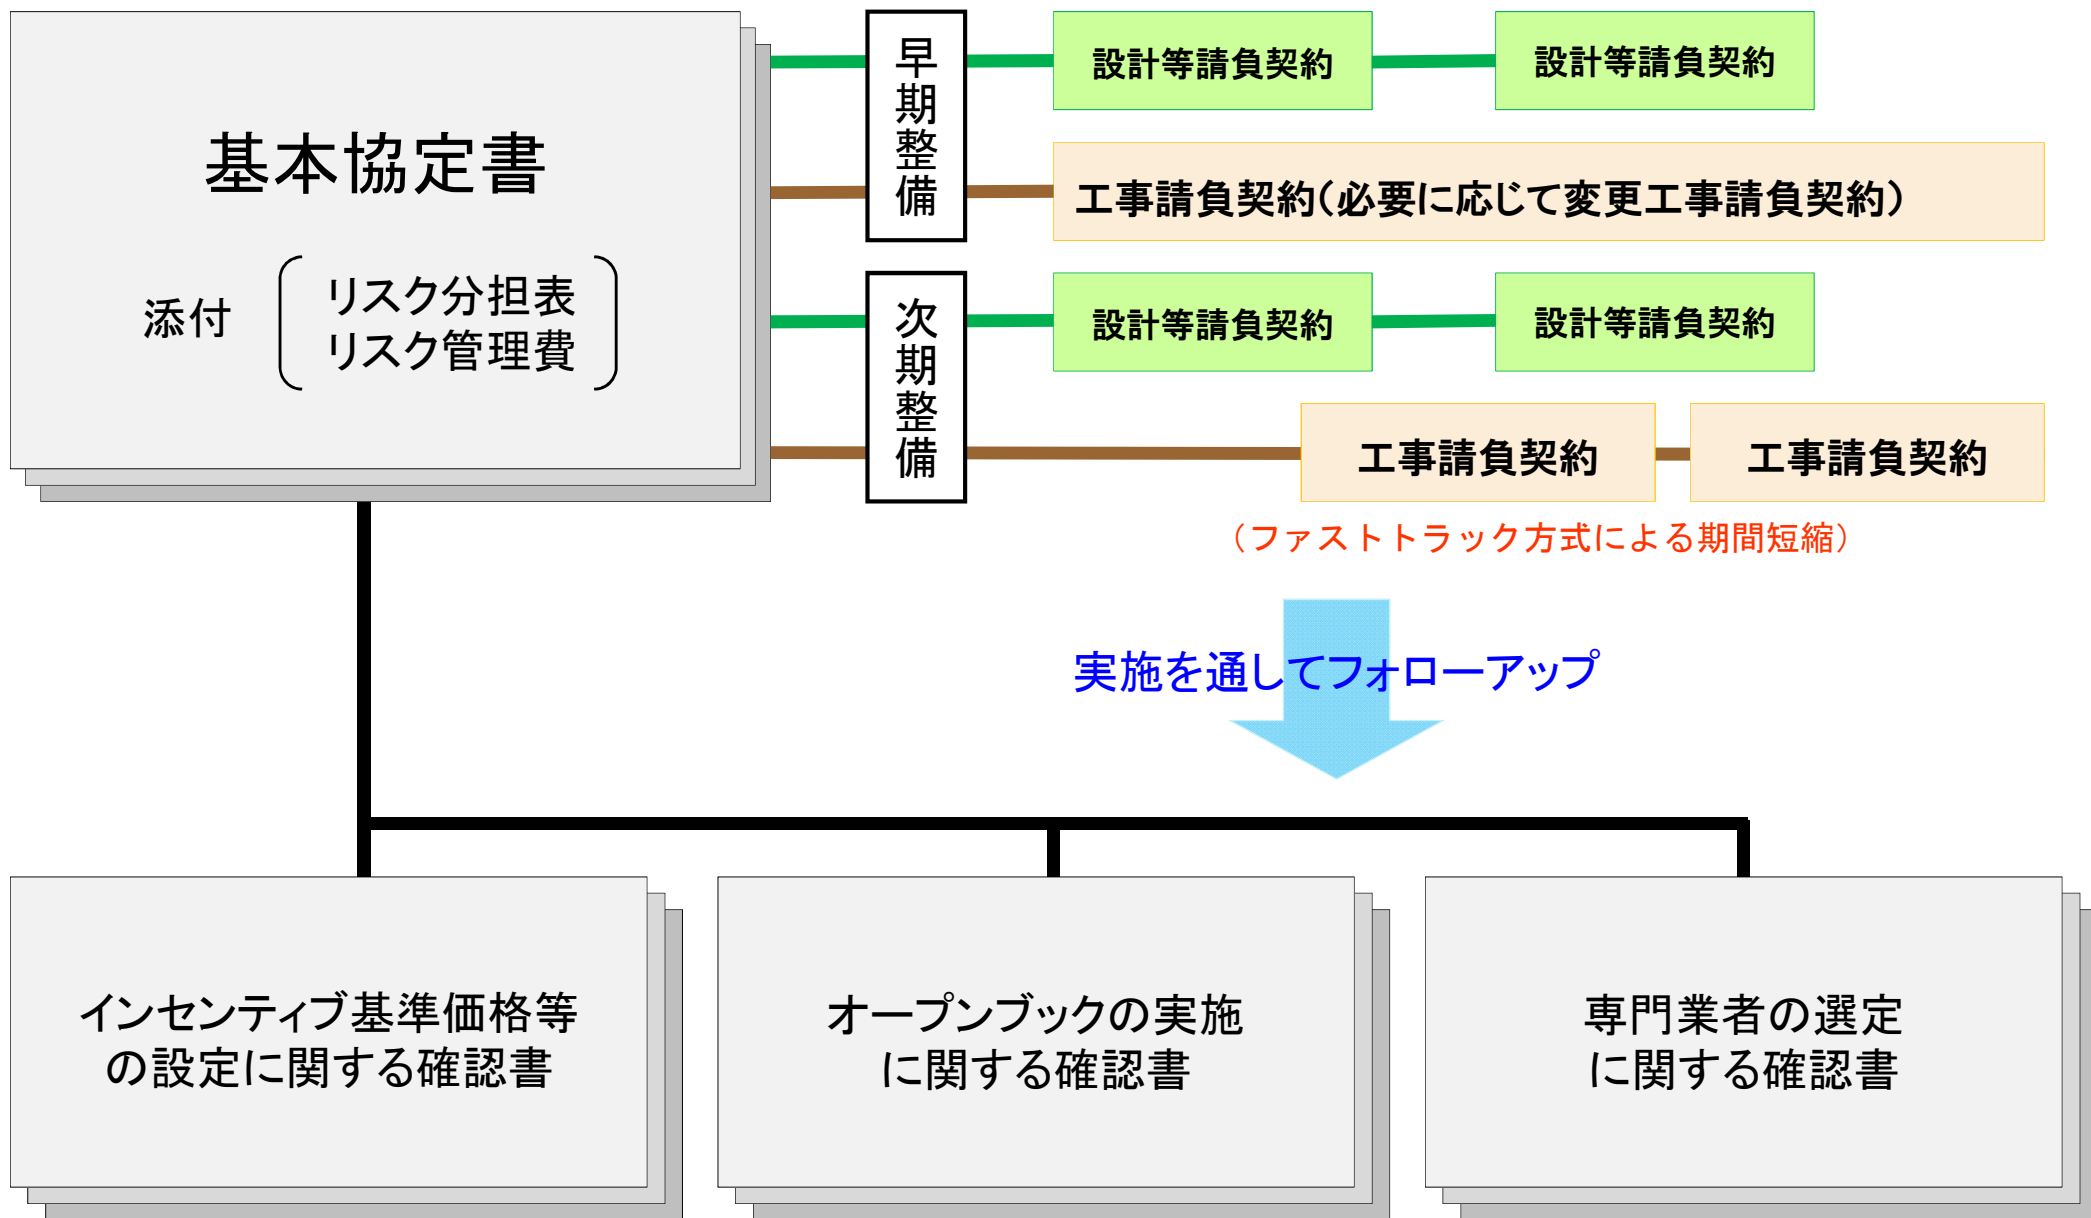 基本協定書
添付
リスク分担表
リスク管理費
早期整備
設計等請負契約
設計等請負契約
工事請負契約(必要に応じて変更工事請負契約)
次期整備
設計等請負契約
設計等請負契約
工事請負契約
工事請負契約
(ファストトラック方式による期間短縮)
実施を通してフォローアップ
インセンティブ基準価格等
の設定に関する確認書
オープンブックの実施
に関する確認書
専門業者の選定
に関する確認書